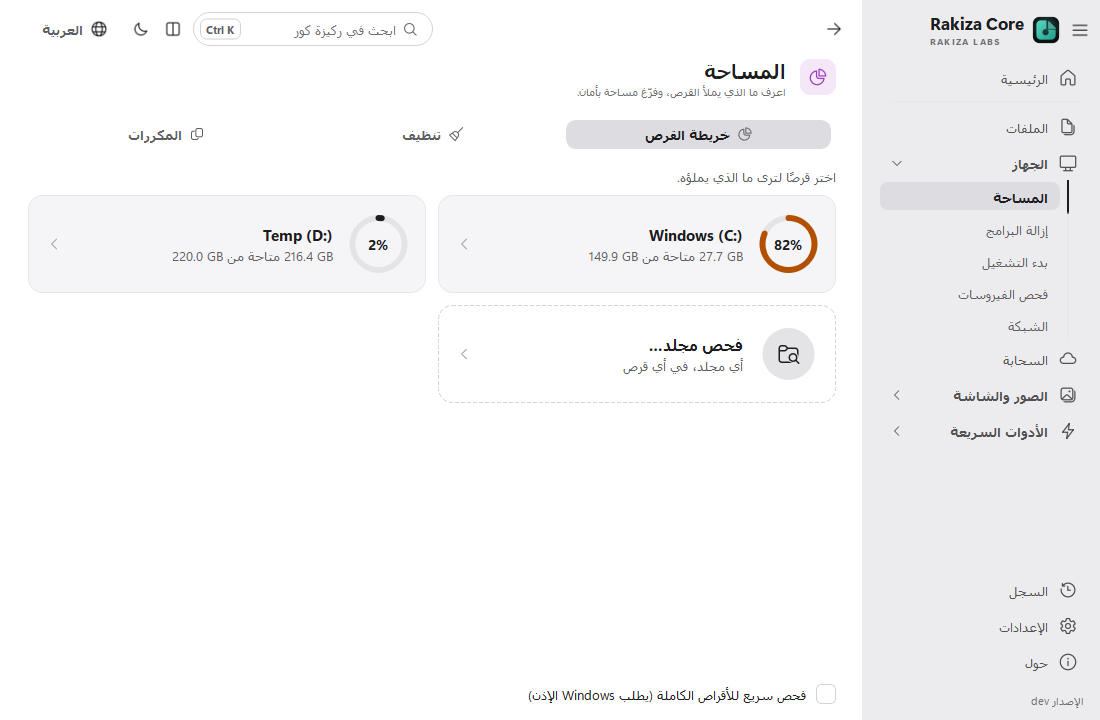 Rakiza Core
RAKIZA LABS
الرئيسية
الملفات
الجهاز
المساحة
إزالة البرامج
بدء التشغيل
فحص الفيروسات
الشبكة
السحابة
الصور والشاشة
الأدوات السريعة
السجل
الإعدادات
حول
الإصدار dev
ابحث في ركيزة كور
Ctrl K
العربية
المساحة
اعرف ما الذي يملأ القرص، وفرّغ مساحة بأمان.
خريطة القرص
تنظيف
المكررات
اختر قرصًا لترى ما الذي يملؤه.
82%
Windows (C:)
27.7 GB متاحة من 149.9 GB
2%
Temp (D:)
216.4 GB متاحة من 220.0 GB
فحص مجلد...
أي مجلد، في أي قرص
فحص سريع للأقراص الكاملة (يطلب Windows الإذن)